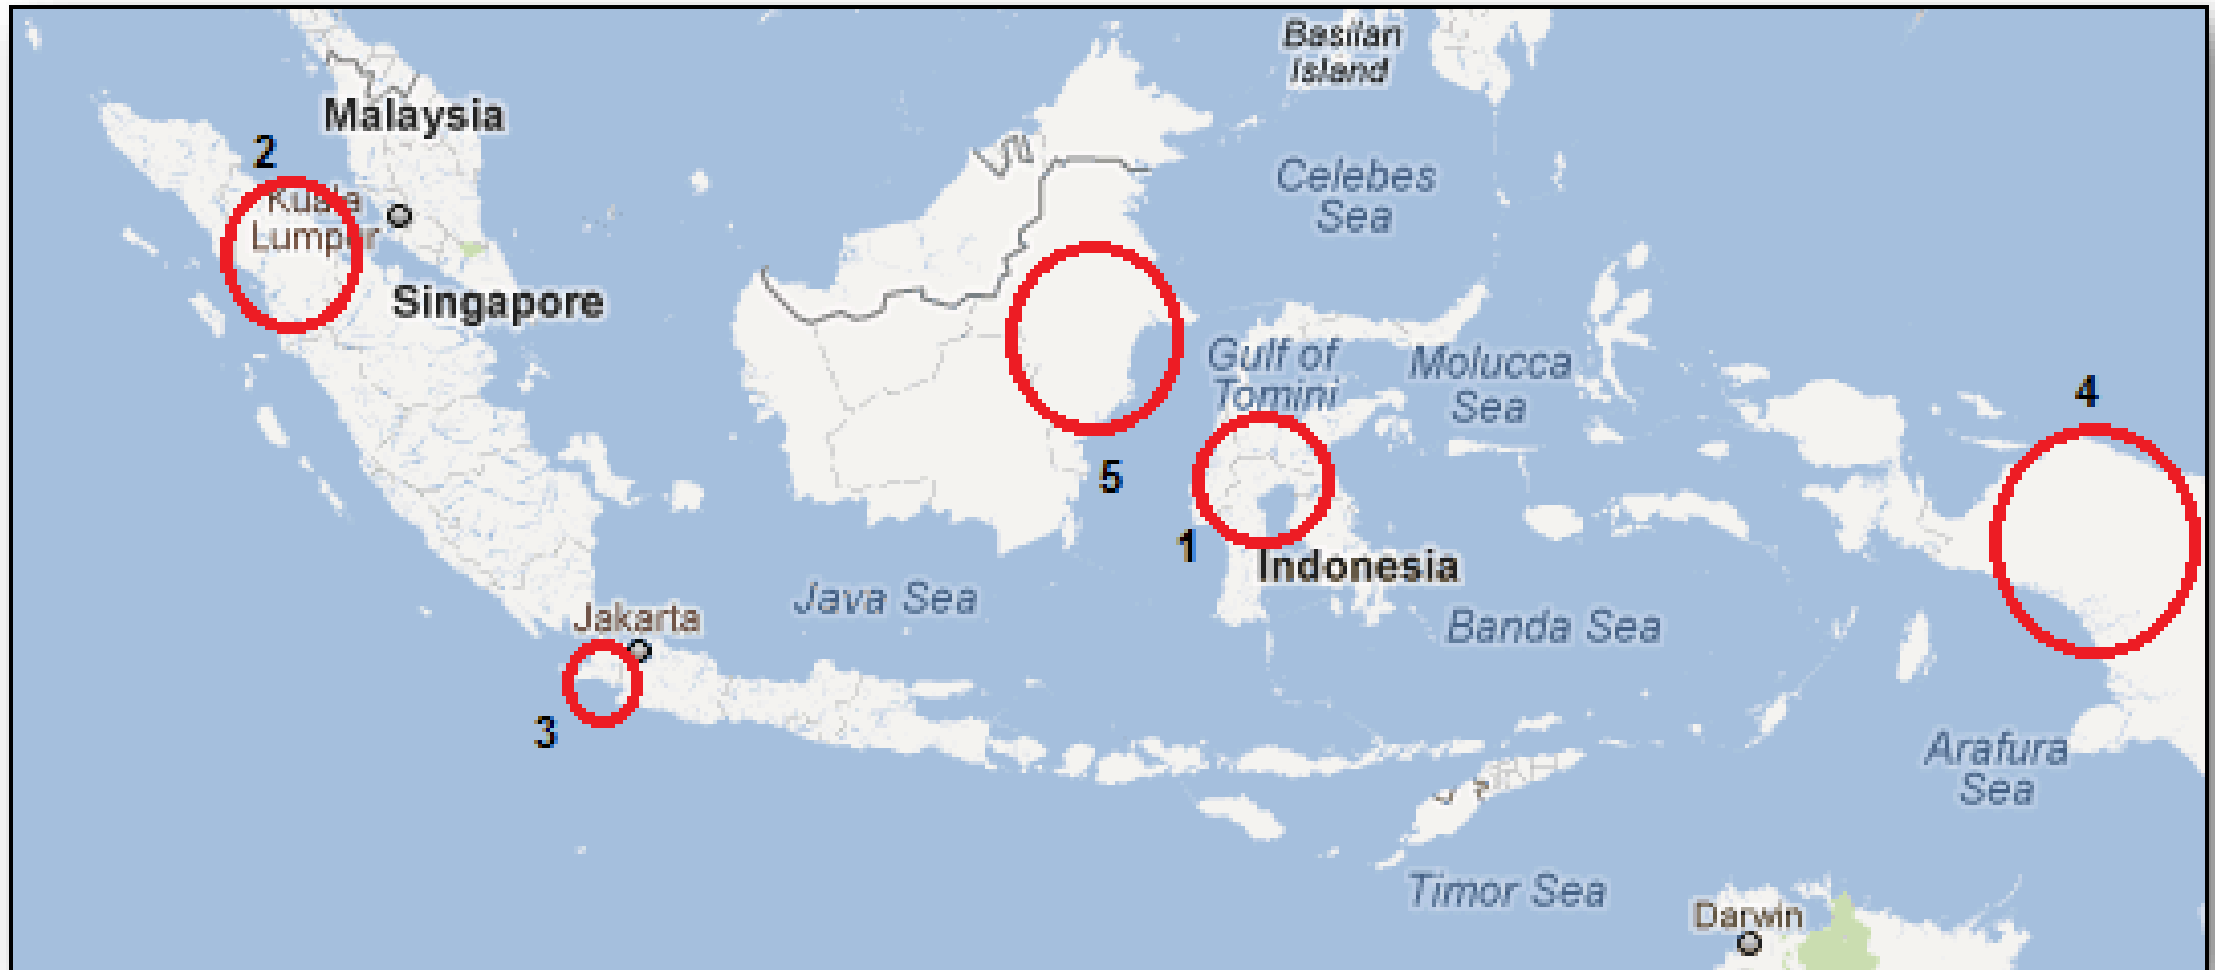 Basilan
Island
Malaysia
2
Kuala
Lumpur
Celebes
Sea
Singapore
Gulf of
Tomini
Molucca
Sea
4
5
1
Indonesia
Java Sea
Jakarta
Banda Sea
3
Arafura
Sea
Timor Sea
Darwin